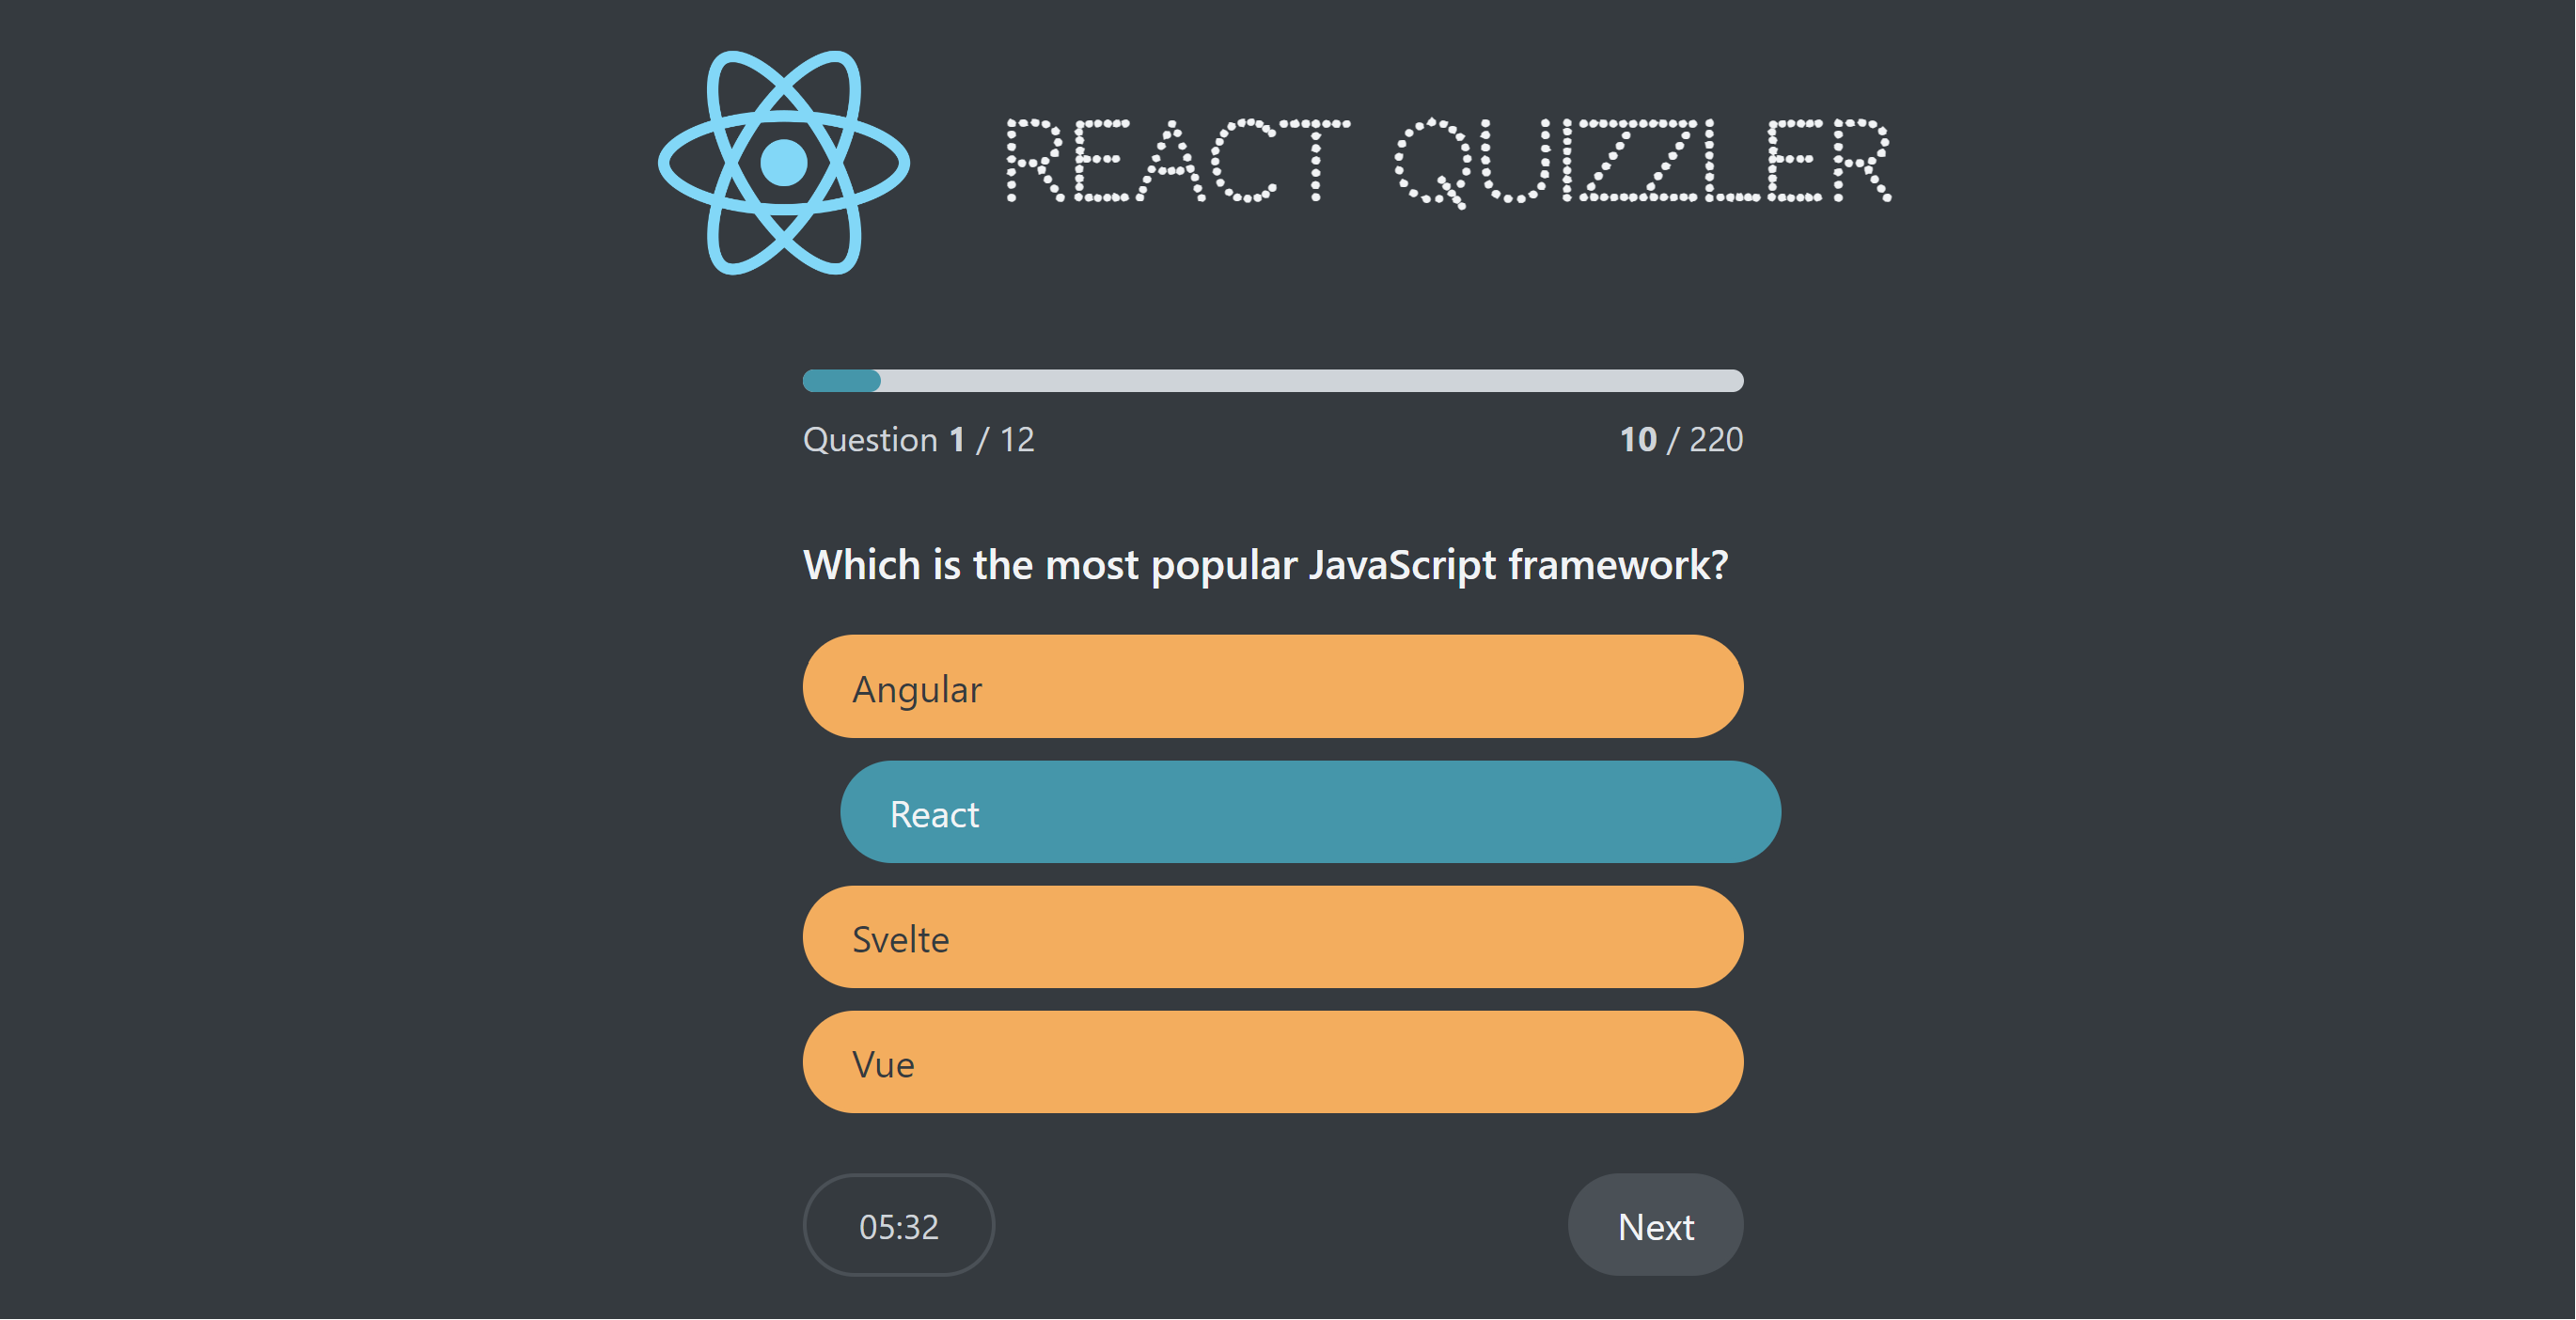 REACT QUIZZLER
Question 1 / 12
10 / 220
Which is the most popular JavaScript framework?
Angular
React
Svelte
Vue
05:32
Next